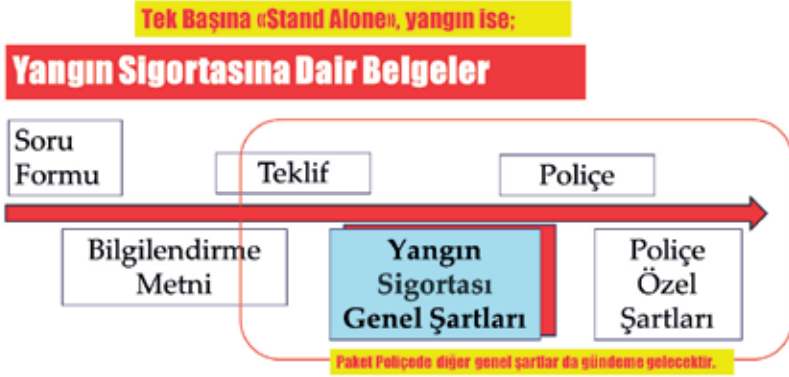 Tek Başına «Stand Alone», yangın ise;
Yangın Sigortasına Dair Belgeler
Soru
Formu
Teklif
Poliçe
Bilgilendirme
Metni
Yangın
Sigortası
Genel Şartları
Poliçe
Özel
Şartları
Paket Poliçede diğer genel şartlar da gündeme gelecektir.